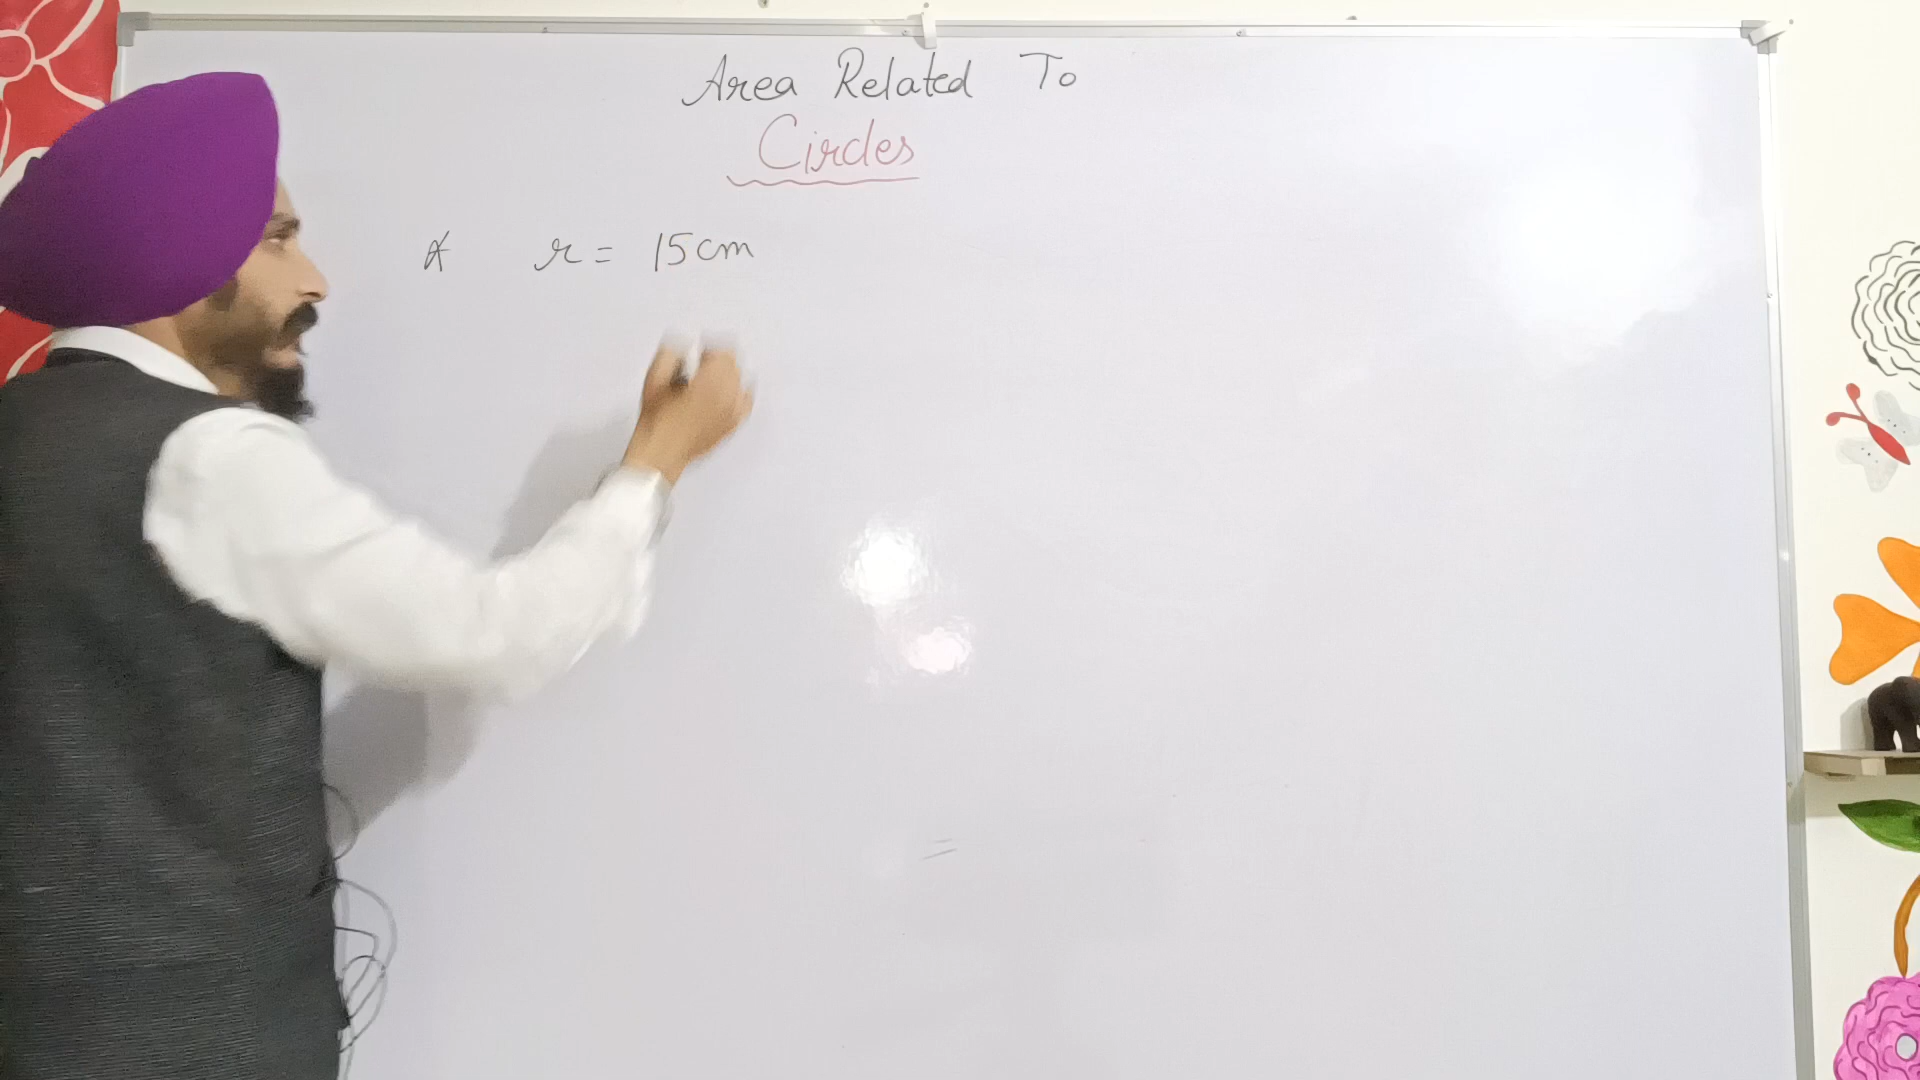 Area Related To
Circles
* r = 15cm
=